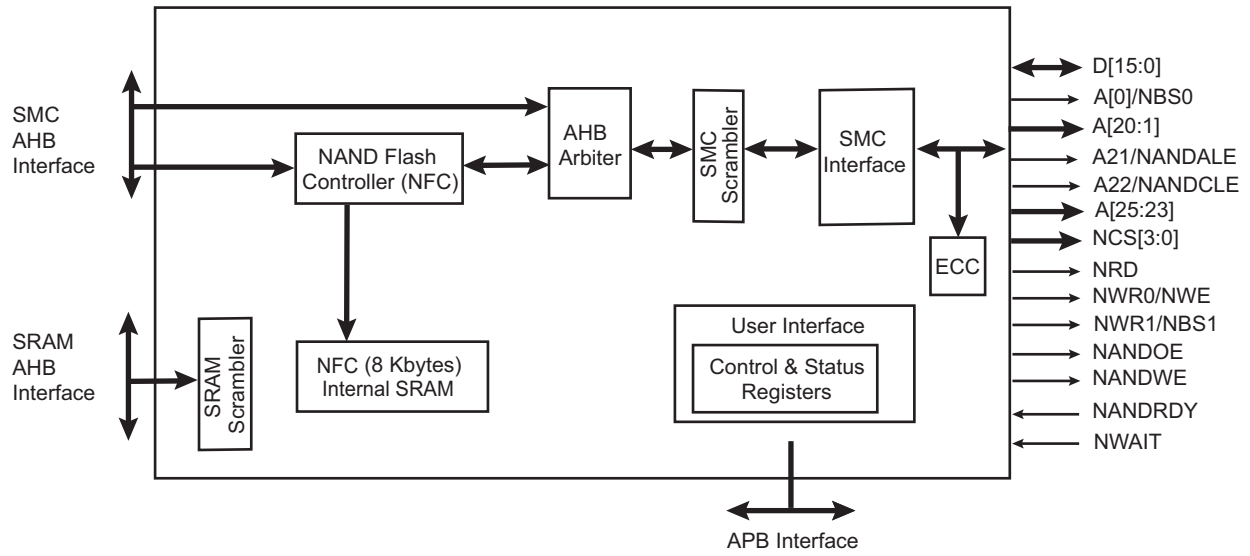 SMC
AHB
Interface
NAND Flash
Controller (NFC)
AHB
Arbiter
SMC
Scrambler
SMC
Interface
ECC
D[15:0]
A[0]/NBS0
A[20:1]
A21/NANDALE
A22/NANDCLE
A[25:23]
NCS[3:0]
NRD
NWR0/NWE
NWR1/NBS1
NANDOE
NANDWE
NANDRDY
NWAIT
SRAM
AHB
Interface
SRAM
Scrambler
NFC (8 Kbytes)
Internal SRAM
User Interface
Control & Status
Registers
APB Interface